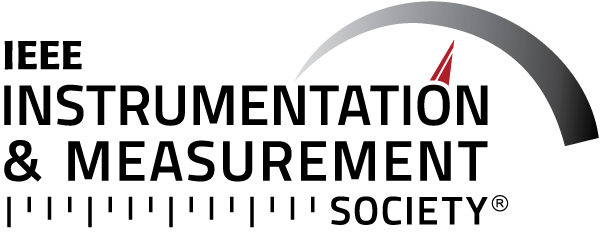 IEEE
INSTRUMENTATION
& MEASUREMENT
SOCIETY®